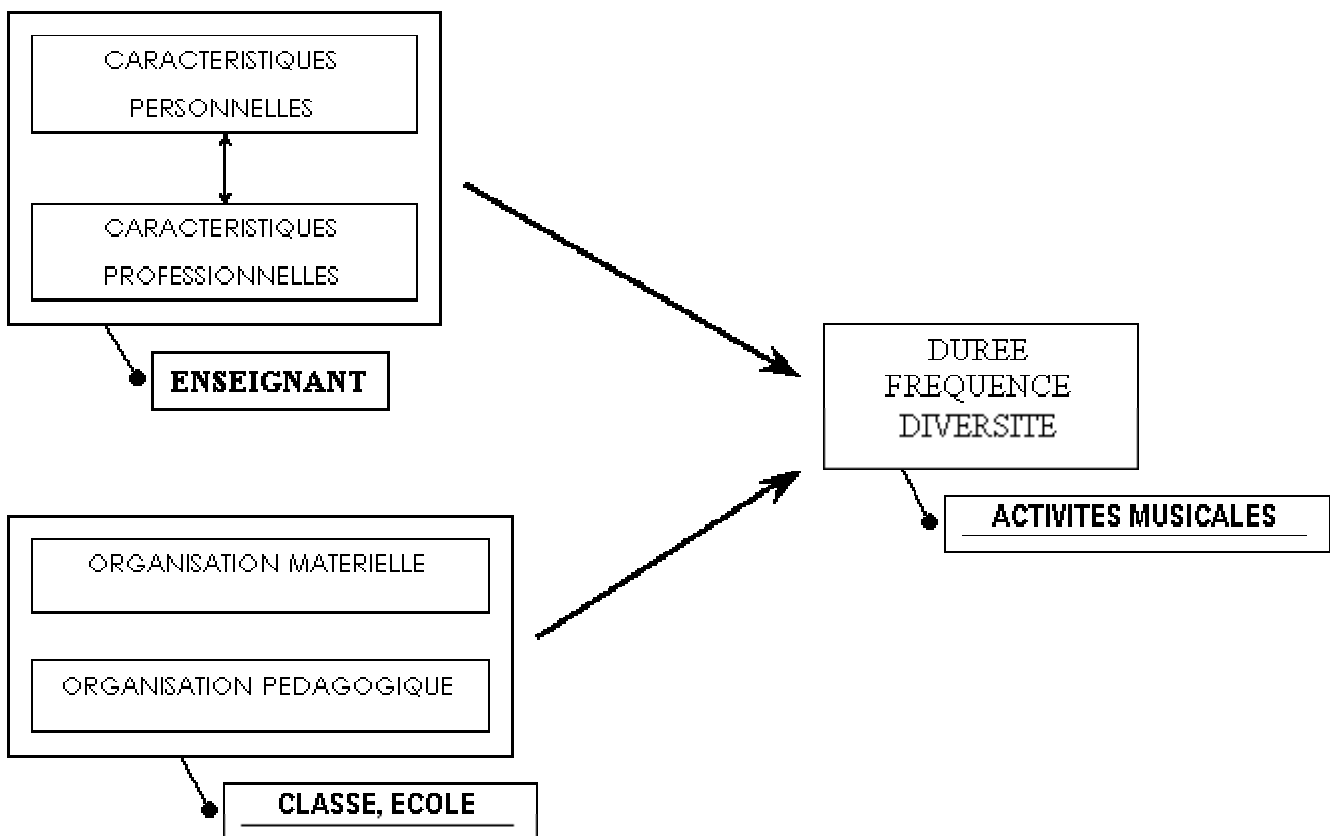 CARACTERISTIQUES
PERSONNELLES
CARACTERISTIQUES
PROFESSIONNELLES
ENSEIGNANT
DUREE
FREQUENCE
DIVERSITE
ACTIVITES MUSICALES
ORGANISATION MATERIELLE
ORGANISATION PEDAGOGIQUE
CLASSE, ECOLE